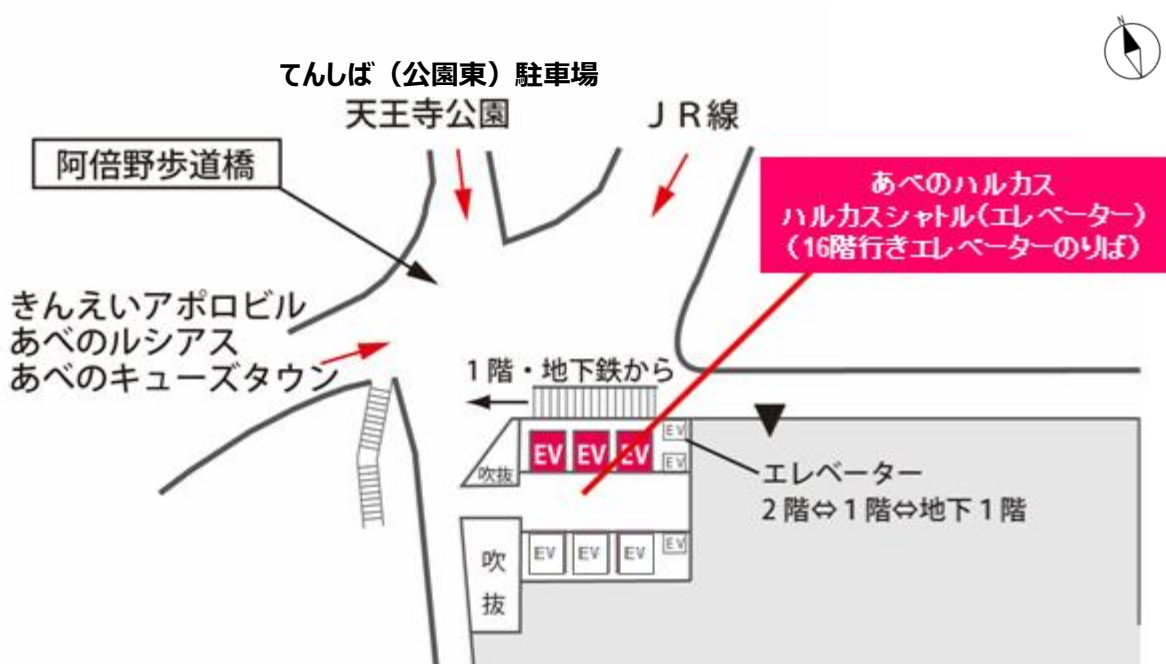 N
てんしば（公園東）駐車場
天王寺公園
ＪＲ線
阿倍野歩道橋
あべのハルカス
ハルカスシャトル(エレベーター)
(16階行きエレベーターのりば)
きんえいアポロビル
あべのルシアス
あべのキューズタウン
１階・地下鉄から
EV EV EV EV
EV
吹抜
エレベーター
２階⇔１階⇔地下１階
吹抜
EV EV EV EV